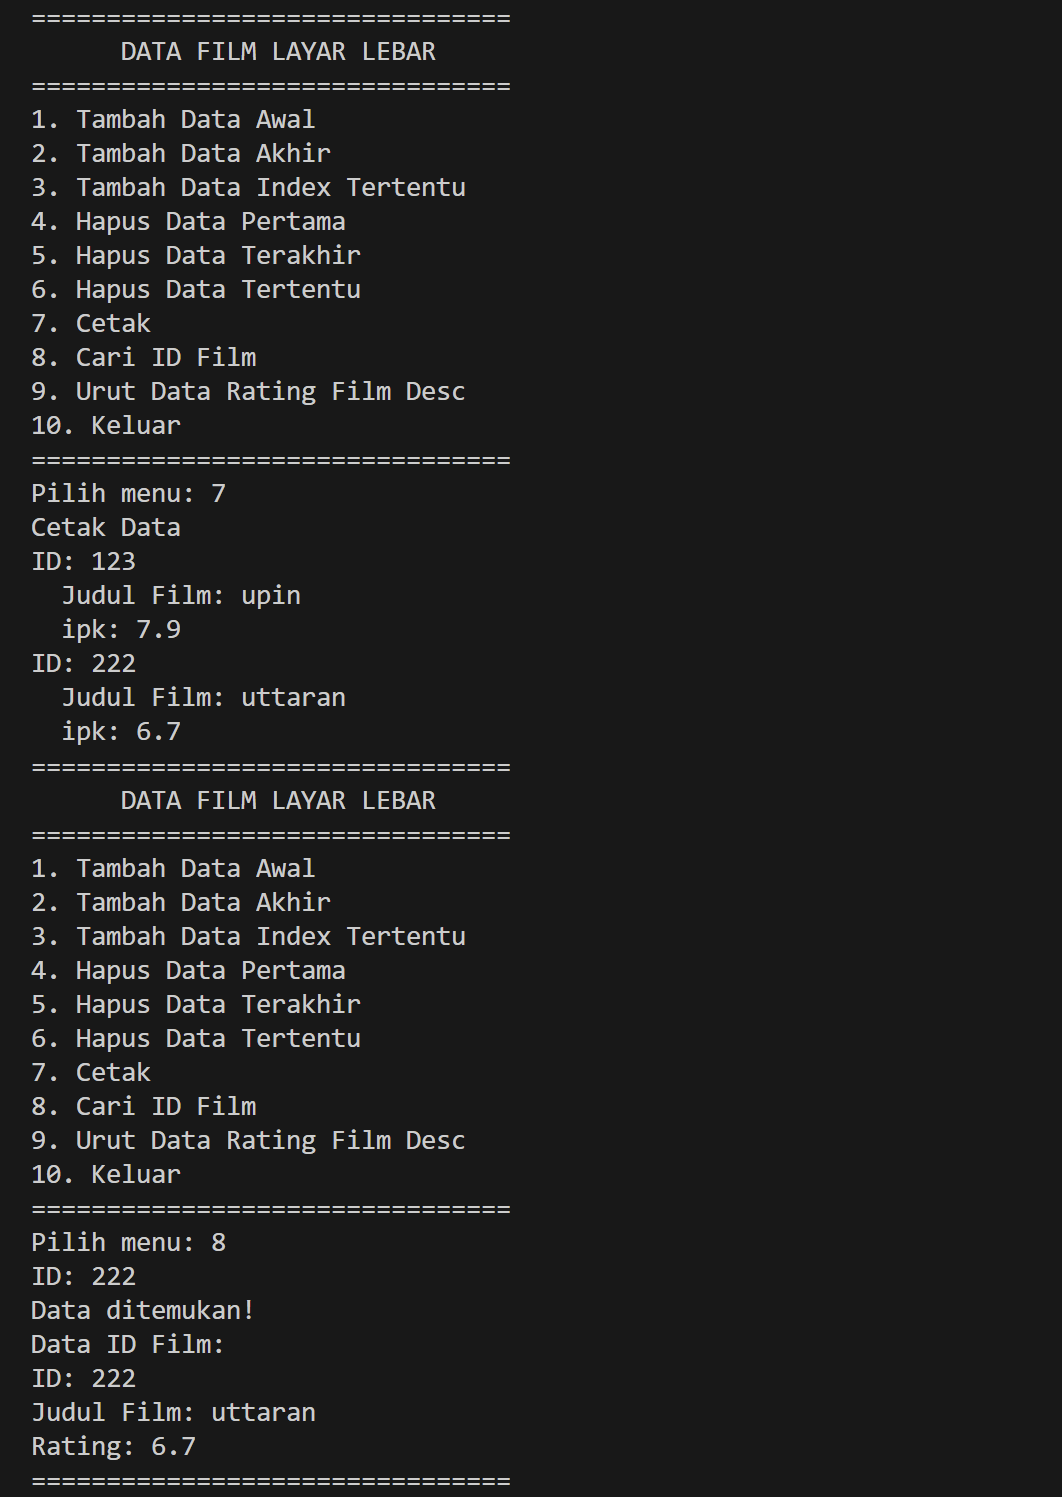 ================================
      DATA FILM LAYAR LEBAR
================================
1. Tambah Data Awal
2. Tambah Data Akhir
3. Tambah Data Index Tertentu
4. Hapus Data Pertama
5. Hapus Data Terakhir
6. Hapus Data Tertentu
7. Cetak
8. Cari ID Film
9. Urut Data Rating Film Desc
10. Keluar
================================
Pilih menu: 7
Cetak Data
ID: 123
  Judul Film: upin
  ipk: 7.9
ID: 222
  Judul Film: uttaran
  ipk: 6.7
================================
      DATA FILM LAYAR LEBAR
================================
1. Tambah Data Awal
2. Tambah Data Akhir
3. Tambah Data Index Tertentu
4. Hapus Data Pertama
5. Hapus Data Terakhir
6. Hapus Data Tertentu
7. Cetak
8. Cari ID Film
9. Urut Data Rating Film Desc
10. Keluar
================================
Pilih menu: 8
ID: 222
Data ditemukan!
Data ID Film:
ID: 222
Judul Film: uttaran
Rating: 6.7
================================